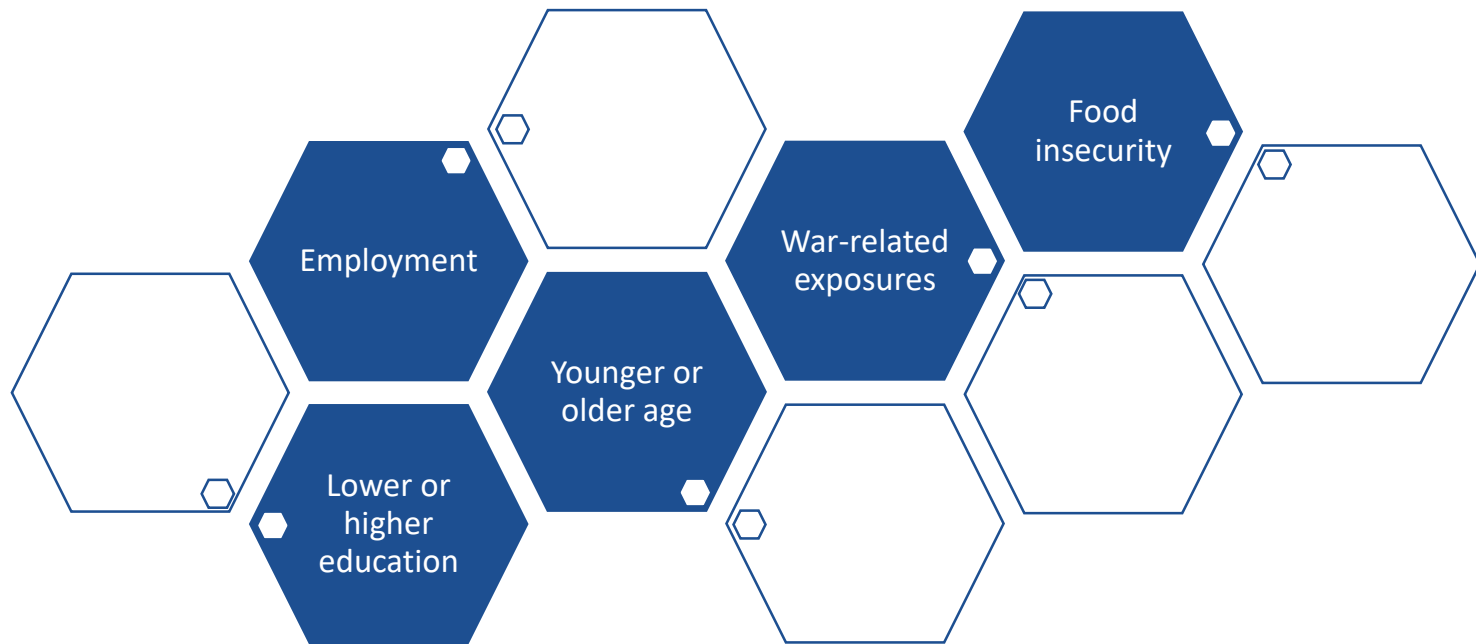 Food
insecurity
Employment
War-related
exposures
Younger or
older age
Lower or
higher
education